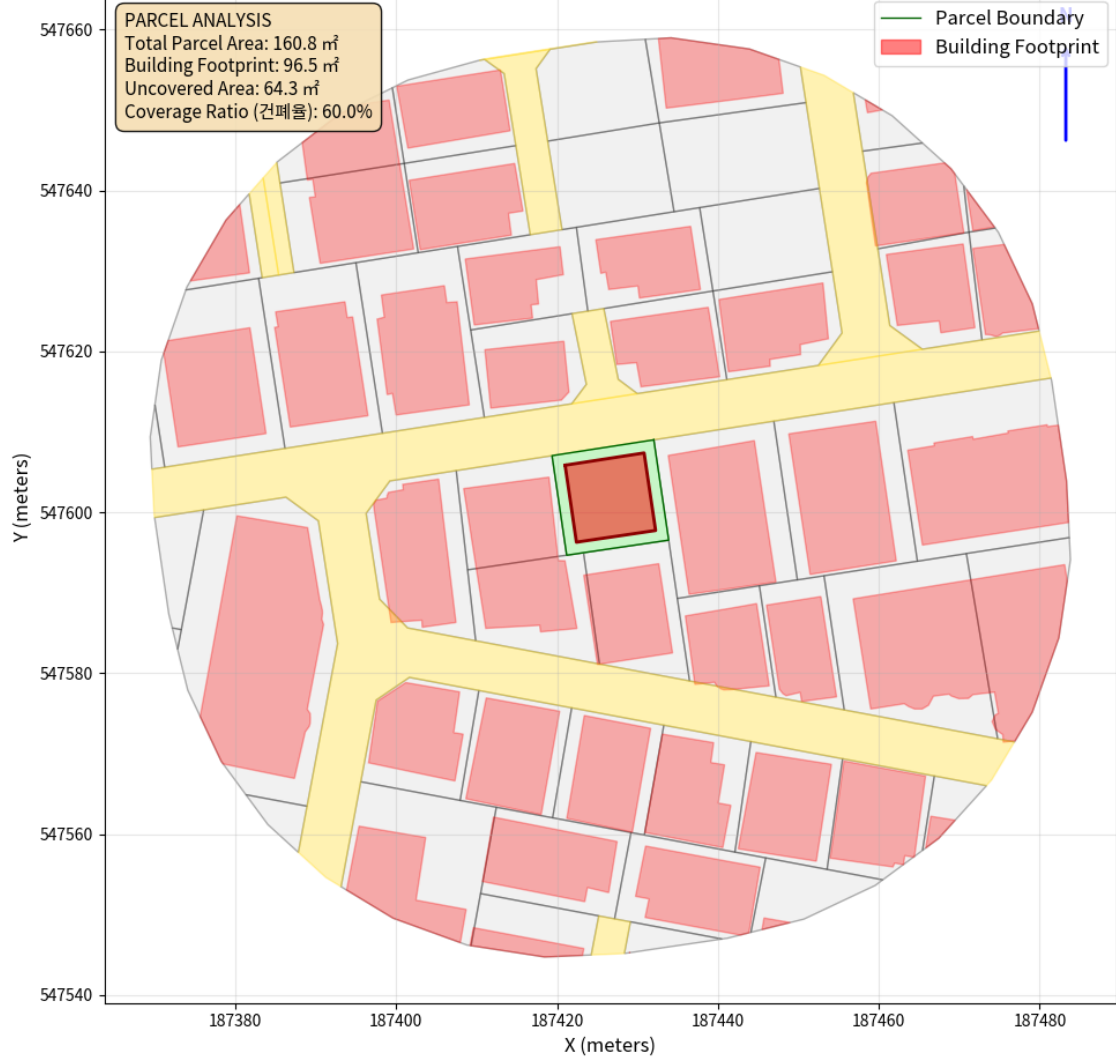 PARCEL ANALYSIS
Total Parcel Area: 160.8 ㎡
Building Footprint: 96.5 ㎡
Uncovered Area: 64.3 ㎡
Coverage Ratio (건폐율): 60.0%
Parcel Boundary
Building Footprint
N
547660
547640
547620
547600
547580
547560
547540
Y (meters)
187380
187400
187420
187440
187460
187480
X (meters)